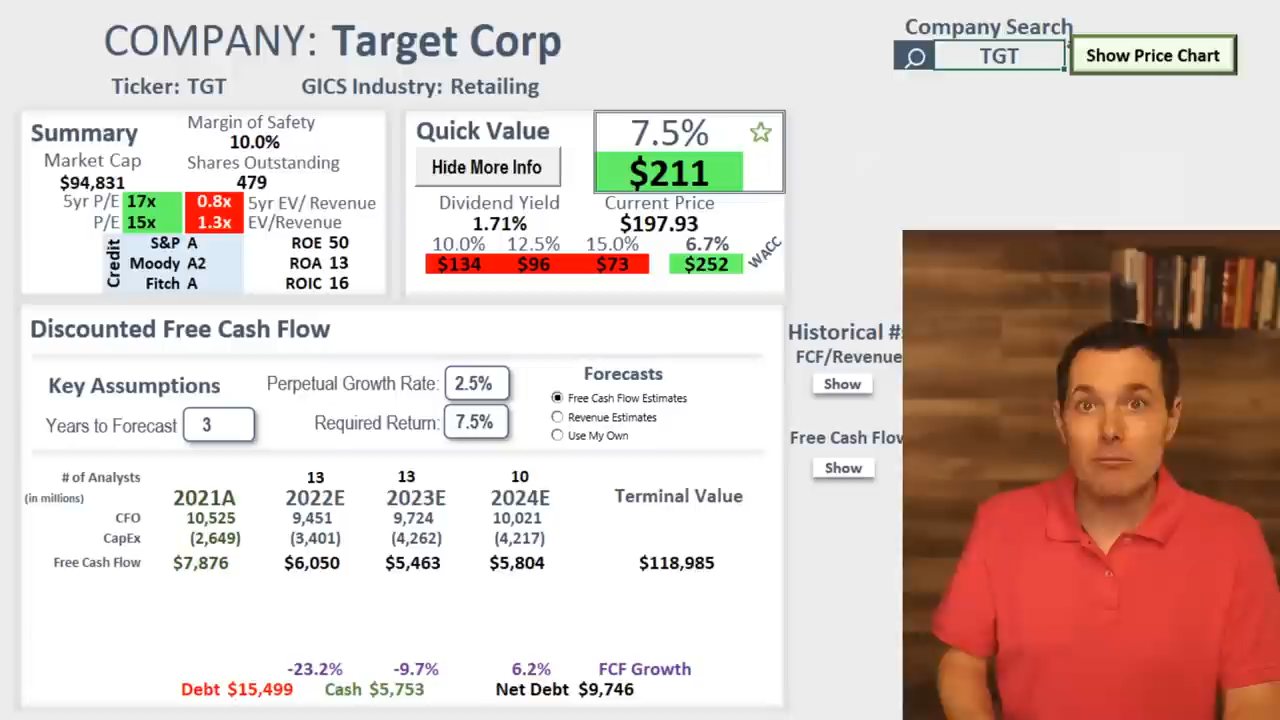 COMPANY: Target Corp
Ticker: TGT GICS Industry: Retailing
Company Search
TGT
Show Price Chart
Summary
Margin of Safety
10.0%
Market Cap
$94,831
Shares Outstanding
479
5yr P/E 17x 0.8x 5yr EV/ Revenue
P/E 15x 1.3x EV/Revenue
Credit
S&P A ROE 50
Moody A2 ROA 13
Fitch A ROIC 16
Quick Value
Hide More Info
7.5%
$211
Dividend Yield
1.71%
Current Price
$197.93
10.0% 12.5% 15.0% 6.7%
$134 $96 $73 $252
WACC
Discounted Free Cash Flow
Key Assumptions
Years to Forecast 3
Perpetual Growth Rate: 2.5%
Required Return: 7.5%
Forecasts
Free Cash Flow Estimates
Revenue Estimates
Use My Own
# of Analysts 13 13 10
(in millions) 2021A 2022E 2023E 2024E Terminal Value
CFO 10,525 9,451 9,724 10,021
CapEx (2,649) (3,401) (4,262) (4,217)
Free Cash Flow $7,876 $6,050 $5,463 $5,804 $118,985
-23.2% -9.7% 6.2% FCF Growth
Debt $15,499 Cash $5,753 Net Debt $9,746
Historical #
FCF/Revenue
Show
Free Cash Flow
Show